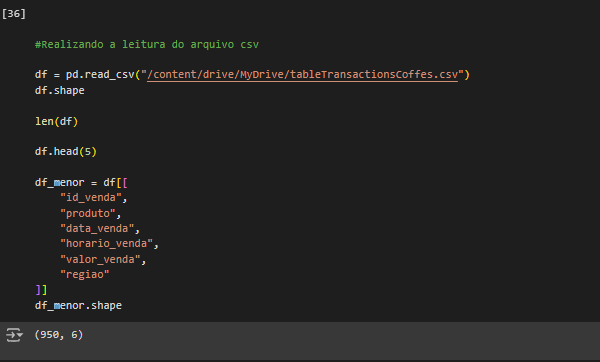 [36]
#Realizando a leitura do arquivo csv
df = pd.read_csv("/content/drive/MyDrive/tableTransactionsCoffes.csv")
df.shape
len(df)
df.head(5)
df_menor = df[[
"id_venda",
"produto",
"data_venda",
"horario_venda",
"valor_venda",
"regiao"
]]
df_menor.shape
(950, 6)